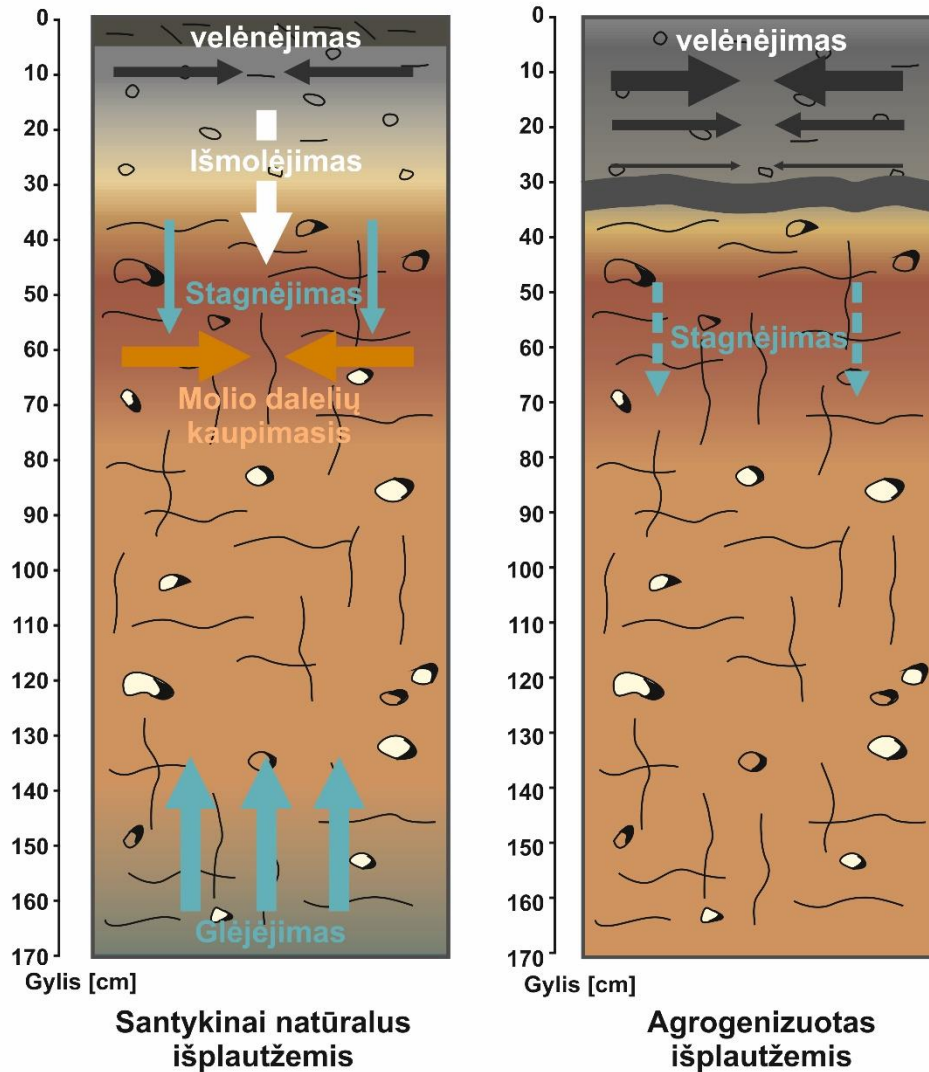 0
10
20
30
40
50
60
70
80
90
100
110
120
130
140
150
160
170
Gylis [cm]
velėnėjimas
Išmolėjimas
Stagnėjimas
Molio dalelių
kaupimasis
Glėjėjimas
Santykinai natūralus
išplautžemis
0
10
20
30
40
50
60
70
80
90
100
110
120
130
140
150
160
170
Gylis [cm]
velėnėjimas
Stagnėjimas
Agrogenizuotas
išplautžemis